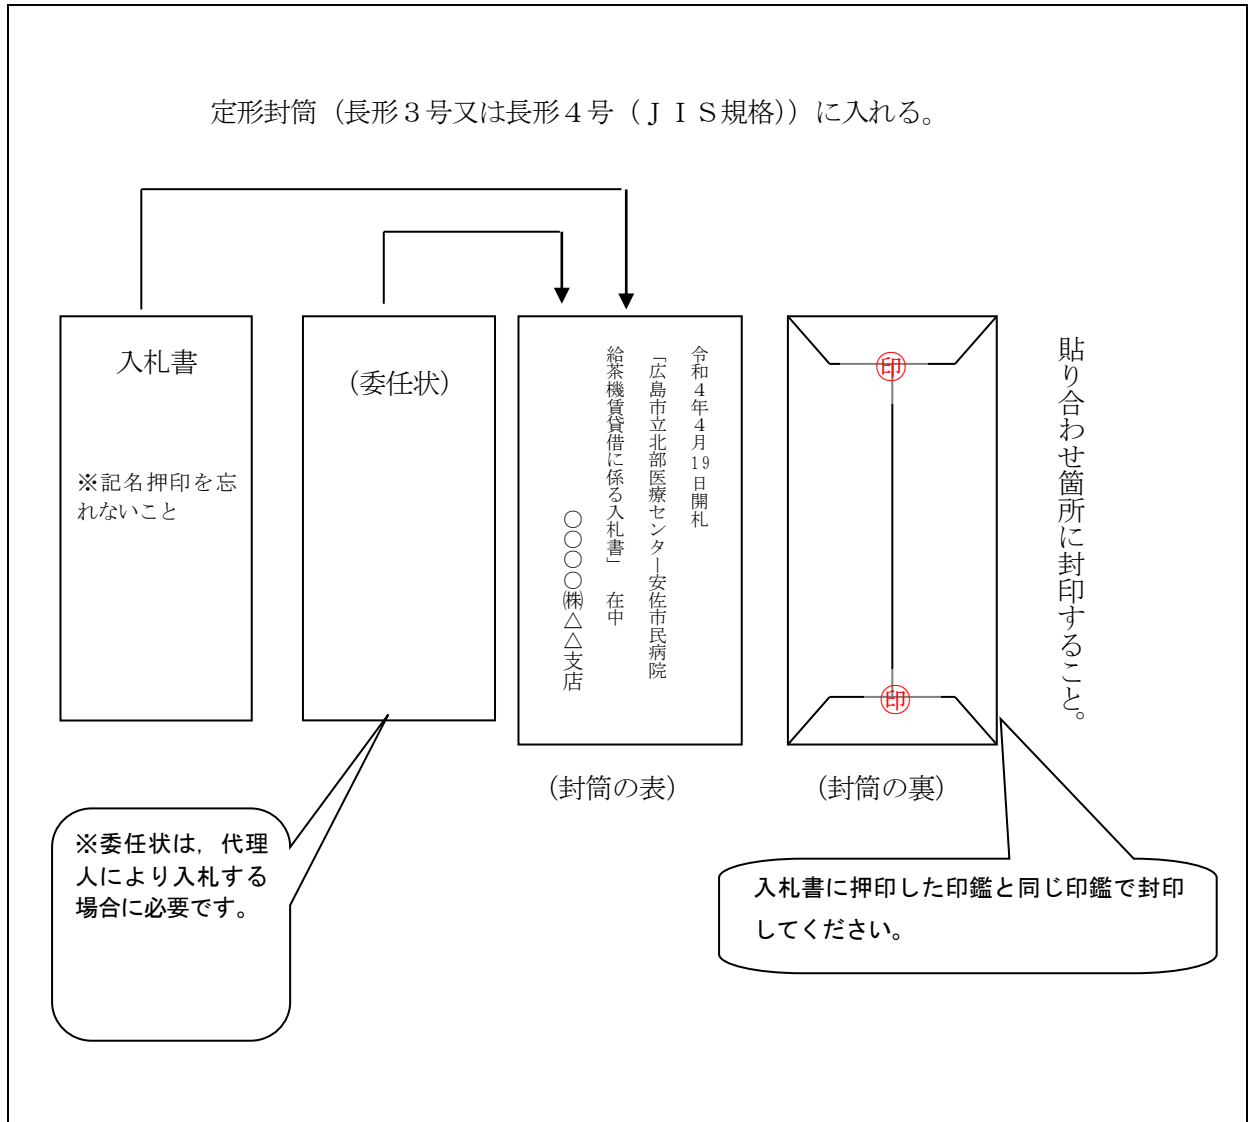 定形封筒（長形３号又は長形４号（ＪＩＳ規格））に入れる。
入札書
※記名押印を忘
れないこと
（委任状）
令和４年４月19日開札
「広島市立北部医療センター安佐市民病院
給茶機賃貸借に係る入札書」　在中
〇〇〇〇㈱△△支店
印
印
貼り合わせ箇所に封印すること。
（封筒の表）
（封筒の裏）
※委任状は，代理
人により入札する
場合に必要です。
入札書に押印した印鑑と同じ印鑑で封印
してください。